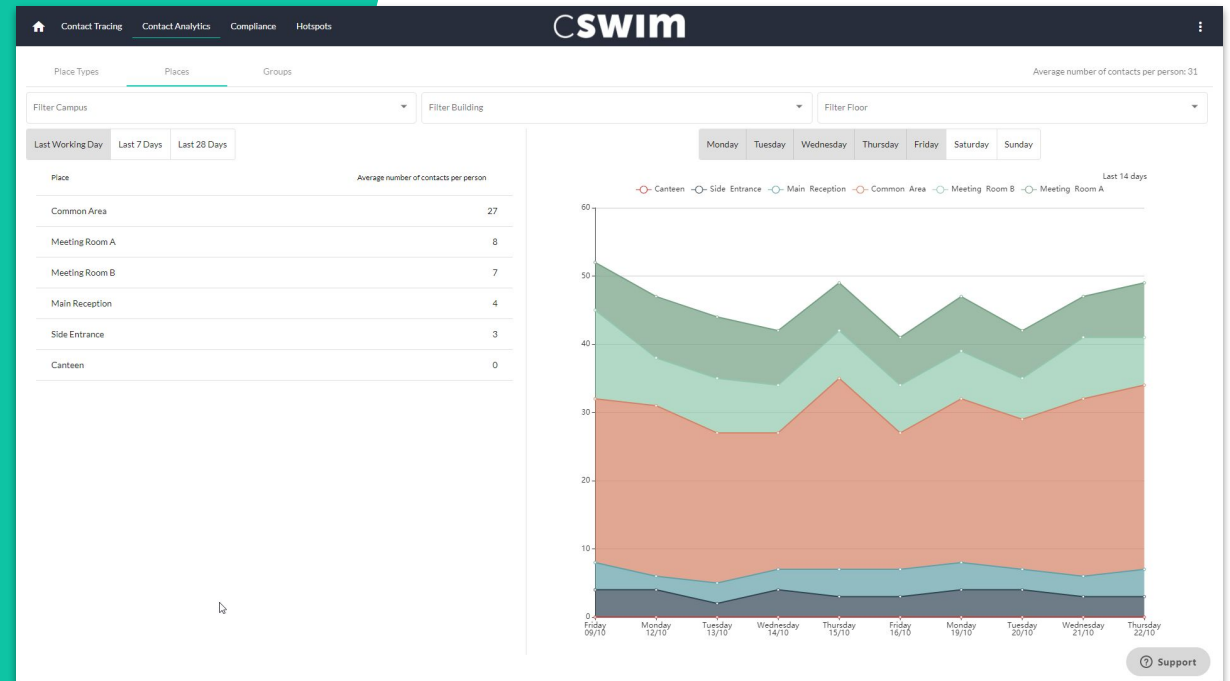 Contact Tracing Contact Analytics Compliance Hotspots CSWIM
Place Types Places Groups Average number of contacts per person: 31
Filter Campus Filter Building Filter Floor
Last Working Day Last 7 Days Last 28 Days Monday Tuesday Wednesday Thursday Friday Saturday Sunday
Place Average number of contacts per person Last 14 days
Canteen Side Entrance Main Reception Common Area Meeting Room B Meeting Room A
Common Area 27
Meeting Room A 8
Meeting Room B 7
Main Reception 4
Side Entrance 3
Canteen 0
60
50
40
30
20
10
0
Friday Monday Tuesday Wednesday Thursday Friday Monday Tuesday Wednesday Thursday
09/10 12/10 13/10 14/10 15/10 16/10 19/10 20/10 21/10 22/10
Support